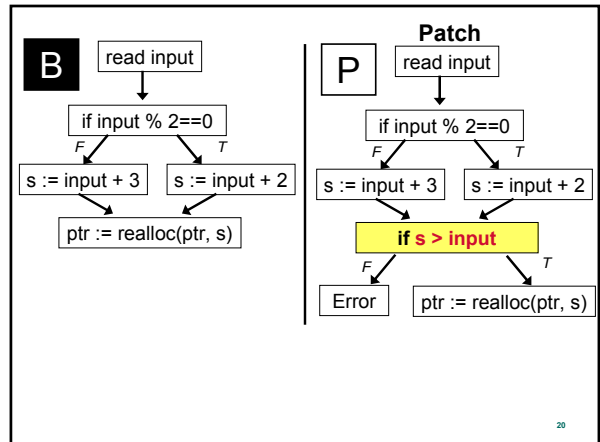 B
read input
if input % 2==0
F
T
s := input + 3
s := input + 2
ptr := realloc(ptr, s)
Patch
P
read input
if input % 2==0
F
T
s := input + 3
s := input + 2
if s > input
F
T
Error
ptr := realloc(ptr, s)
20